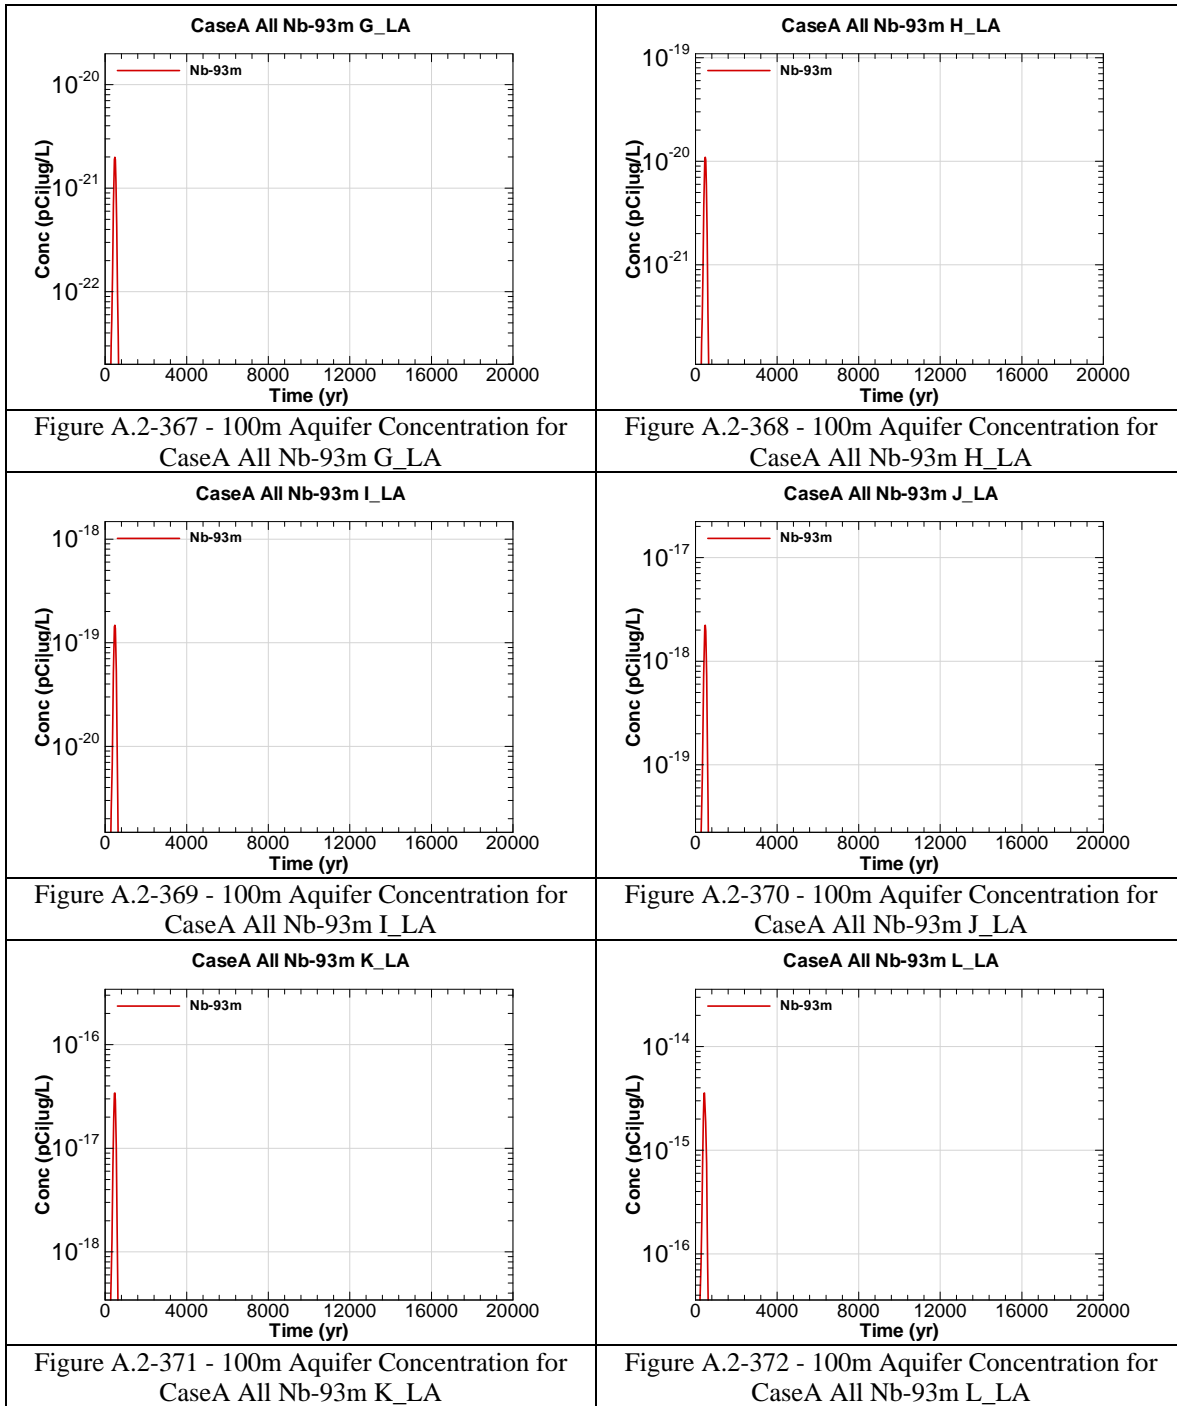 CaseA All Nb-93m G_LA
Nb-93m
10^-20
10^-21
10^-22
Conc (pCi|ug/L)
0 4000 8000 12000 16000 20000
Time (yr)
Figure A.2-367 - 100m Aquifer Concentration for
CaseA All Nb-93m G_LA
CaseA All Nb-93m H_LA
Nb-93m
10^-19
10^-20
10^-21
Conc (pCi|ug/L)
0 4000 8000 12000 16000 20000
Time (yr)
Figure A.2-368 - 100m Aquifer Concentration for
CaseA All Nb-93m H_LA
CaseA All Nb-93m I_LA
Nb-93m
10^-18
10^-19
10^-20
Conc (pCi|ug/L)
0 4000 8000 12000 16000 20000
Time (yr)
Figure A.2-369 - 100m Aquifer Concentration for
CaseA All Nb-93m I_LA
CaseA All Nb-93m J_LA
Nb-93m
10^-17
10^-18
10^-19
Conc (pCi|ug/L)
0 4000 8000 12000 16000 20000
Time (yr)
Figure A.2-370 - 100m Aquifer Concentration for
CaseA All Nb-93m J_LA
CaseA All Nb-93m K_LA
Nb-93m
10^-16
10^-17
10^-18
Conc (pCi|ug/L)
0 4000 8000 12000 16000 20000
Time (yr)
Figure A.2-371 - 100m Aquifer Concentration for
CaseA All Nb-93m K_LA
CaseA All Nb-93m L_LA
Nb-93m
10^-14
10^-15
10^-16
Conc (pCi|ug/L)
0 4000 8000 12000 16000 20000
Time (yr)
Figure A.2-372 - 100m Aquifer Concentration for
CaseA All Nb-93m L_LA